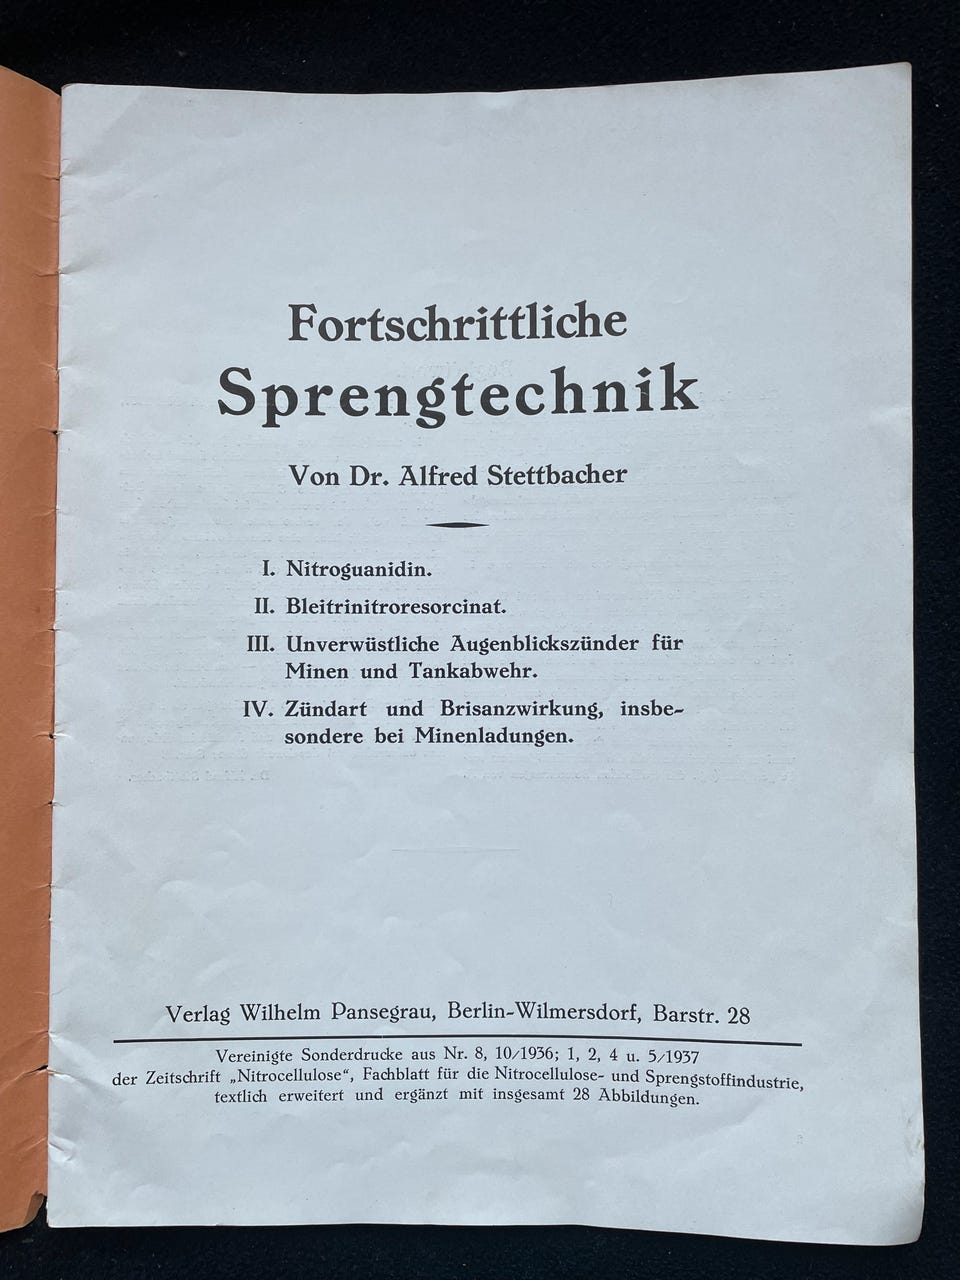 Fortschrittliche
Sprengtechnik
Von Dr. Alfred Stettbacher
I. Nitroguanidin.
II. Bleitrinitroresorcinat.
III. Unverwüstliche Augenblickszünder für
Minen und Tankabwehr.
IV. Zündart und Brisanzwirkung, insbe-
sondere bei Minenladungen.
Verlag Wilhelm Pansegrau, Berlin-Wilmersdorf, Barstr. 28
Vereinigte Sonderdrucke aus Nr. 8, 10/1936; 1, 2, 4 u. 5/1937
der Zeitschrift „Nitrocellulose“, Fachblatt für die Nitrocellulose- und Sprengstoffindustrie,
textlich erweitert und ergänzt mit insgesamt 28 Abbildungen.